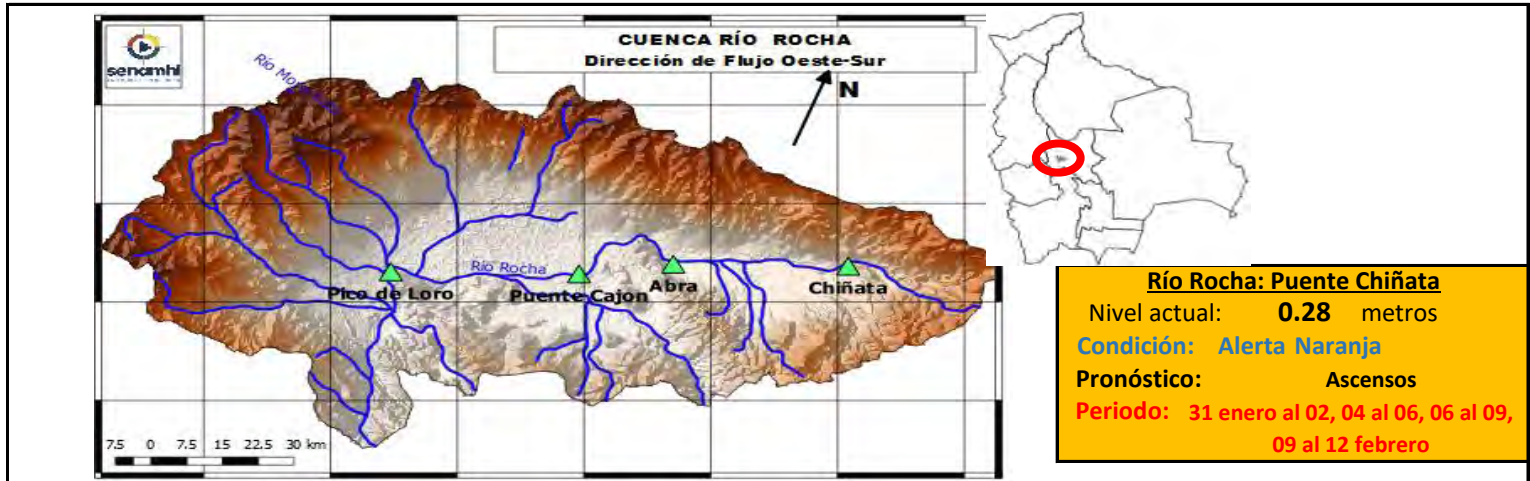 senamhi
CUENCA RÍO ROCHA
Dirección de Flujo Oeste-Sur
N
Río Rocha
Pico de Loro
Puente Cajon
Abra
Chiñata
7.5 0 7.5 15 22.5 30 km
Río Rocha: Puente Chiñata
Nivel actual: 0.28 metros
Condición: Alerta Naranja
Pronóstico: Ascensos
Periodo: 31 enero al 02, 04 al 06, 06 al 09,
09 al 12 febrero